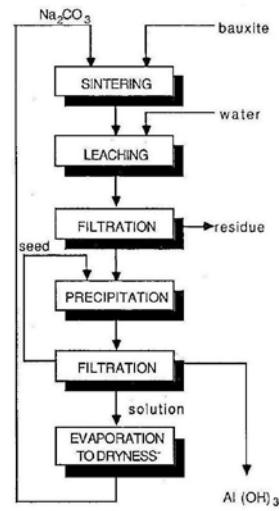 Na2CO3
bauxite
SINTERING
water
LEACHING
FILTRATION
residue
seed
PRECIPITATION
FILTRATION
solution
EVAPORATION
TO DRYNESS
Al (OH)3